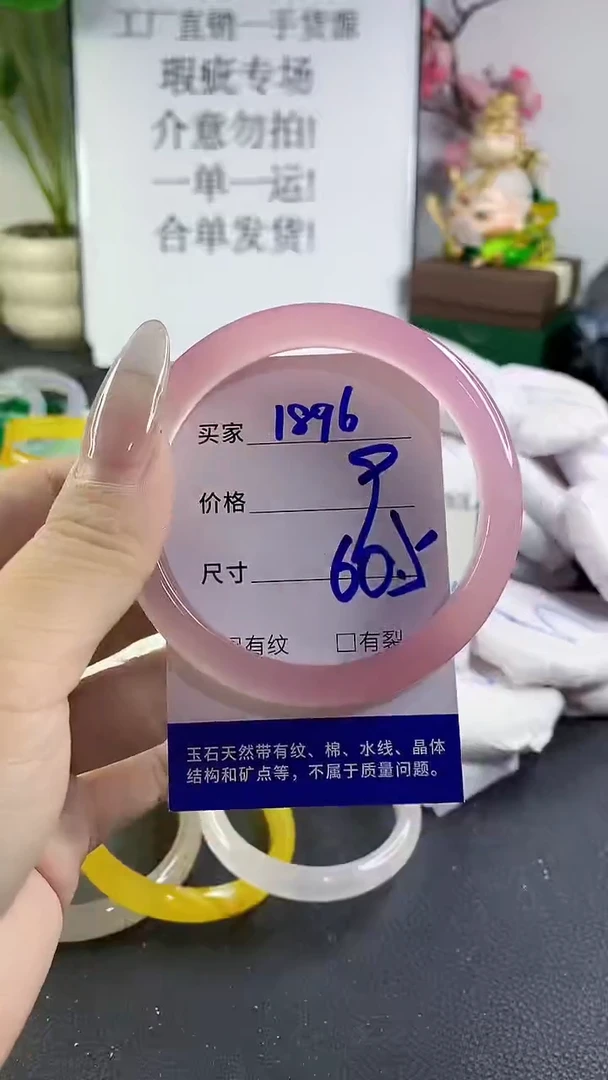 工厂直销一手货源
瑕疵专场
介意勿拍!
一单一运!
合单发货!
买家 1896
价格
尺寸 60.5
有纹 □有裂
玉石天然带有纹、棉、水线、晶体
结构和矿点等，不属于质量问题。